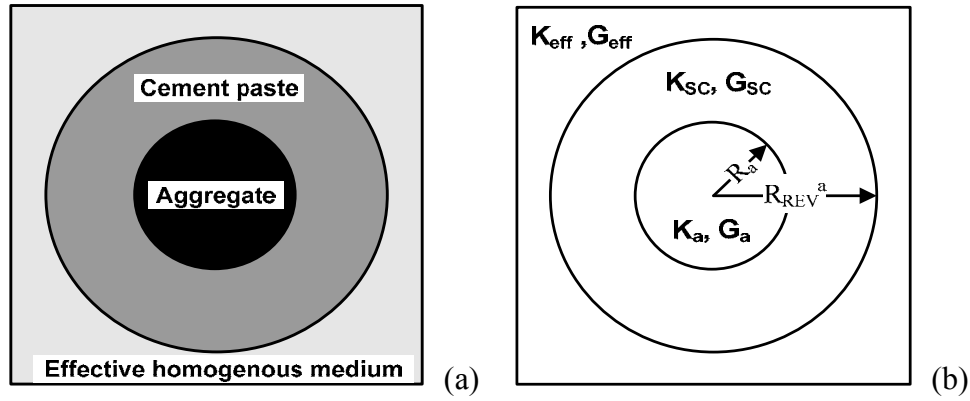 Cement paste
Aggregate
Effective homogenous medium
(a)
K_eff ,G_eff
K_SC, G_SC
R_a
R_REV^a
K_a, G_a
(b)